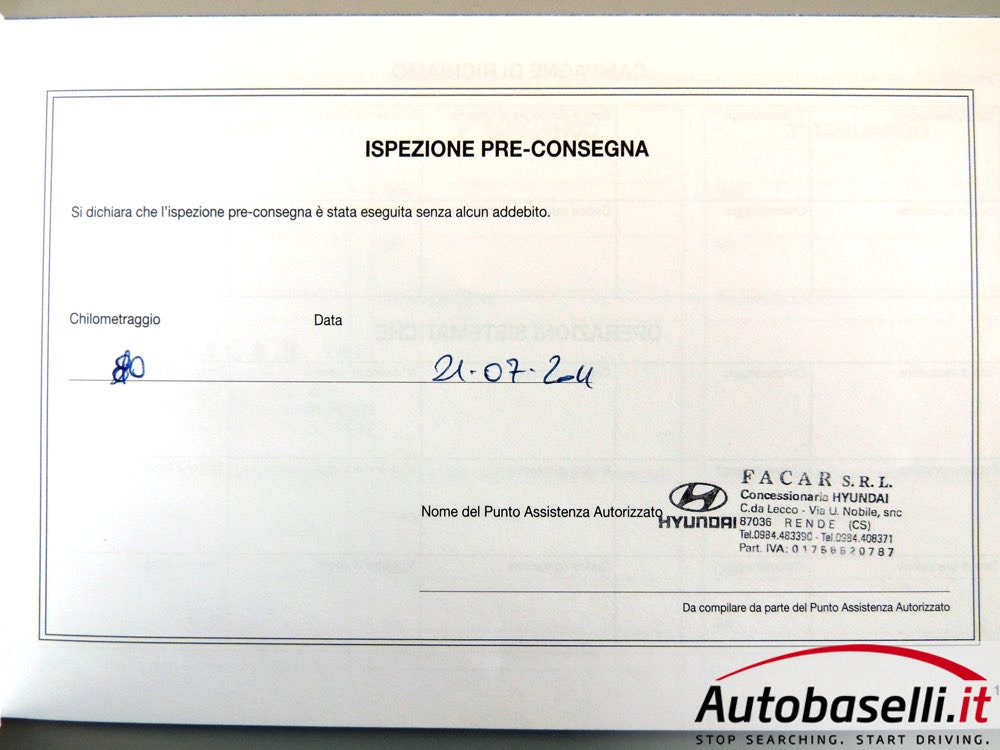 ISPEZIONE PRE-CONSEGNA
Si dichiara che l'ispezione pre-consegna è stata eseguita senza alcun addebito.
Chilometraggio Data
21-07-2011
Nome del Punto Assistenza Autorizzato
HYUNDAI
FACAR S.R.L.
Concessionaria HYUNDAI
C.da Lecco - Via U. Nobile, snc
87036 RENDE (CS)
Tel.0984.483390 - Tel.0984.408371
Part. IVA: 01756520787
Da compilare da parte del Punto Assistenza Autorizzato
1
Autobaselli.it
STOP SEARCHING. START DRIVING.